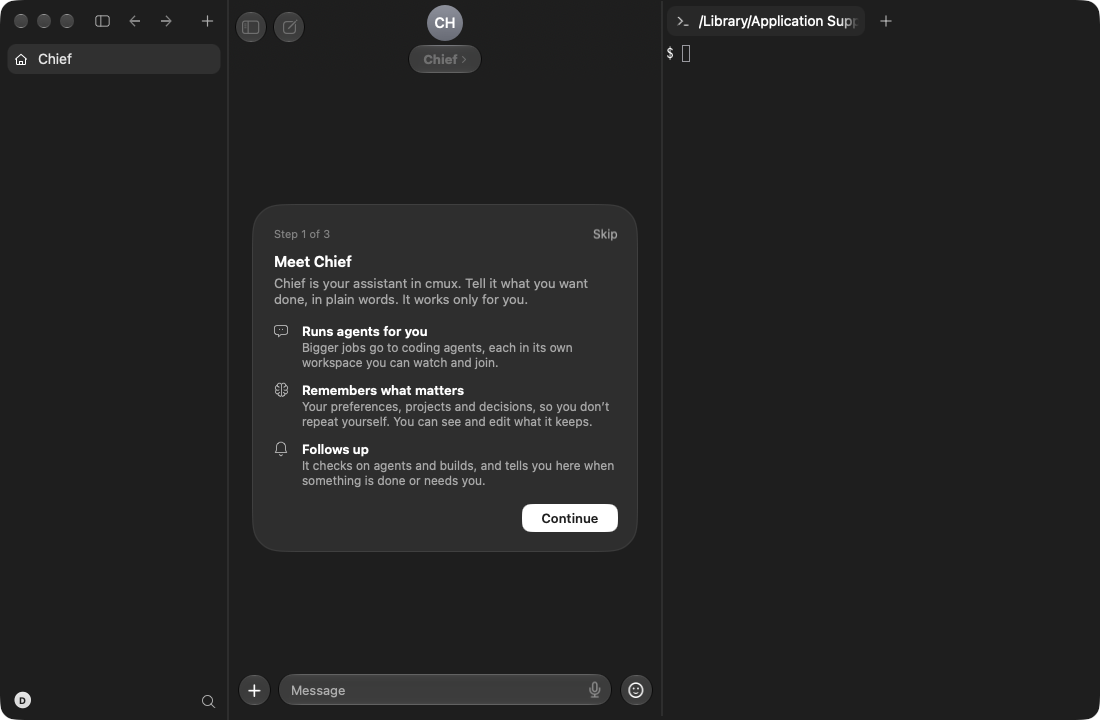 Chief
CH
Chief
/Library/Application Supp
$
Step 1 of 3
Skip
Meet Chief
Chief is your assistant in cmux. Tell it what you want
done, in plain words. It works only for you.
Runs agents for you
Bigger jobs go to coding agents, each in its own
workspace you can watch and join.
Remembers what matters
Your preferences, projects and decisions, so you don't
repeat yourself. You can see and edit what it keeps.
Follows up
It checks on agents and builds, and tells you here when
something is done or needs you.
Continue
Message
D